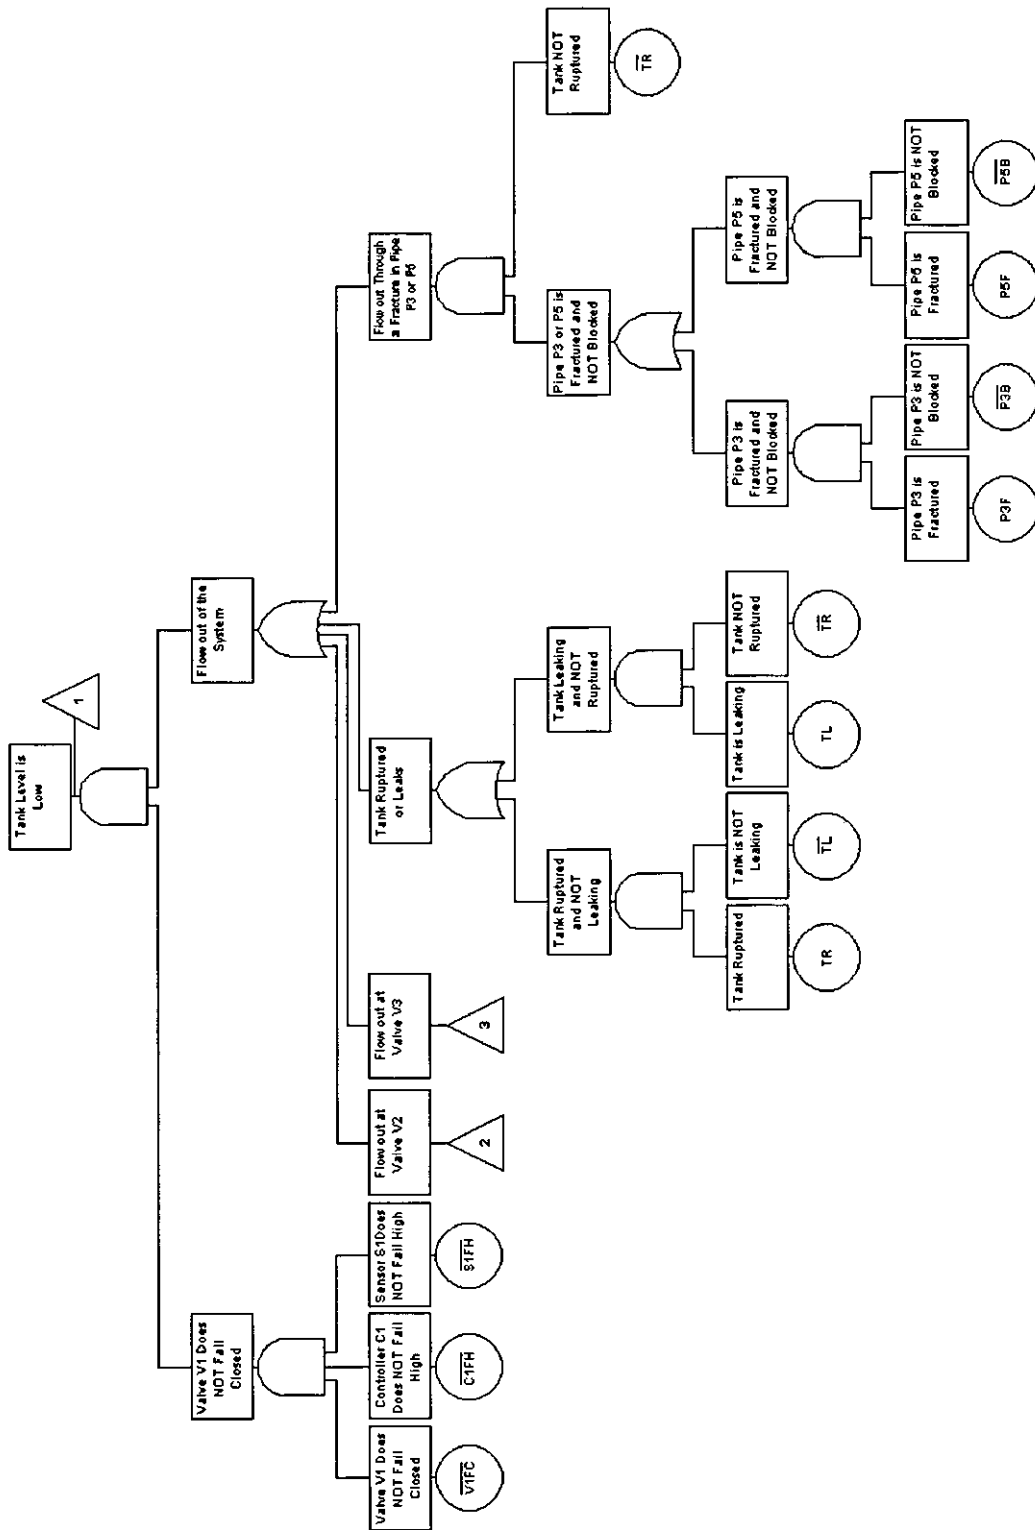 Tank Level is
Low
1
Valve V1 Does
NOT Fail
Closed
Flow out of the
System
Valve V1 Does
NOT Fail
Closed
V1FC
Controller C1
Does NOT Fail
High
C1FH
Sensor S1Does
NOT Fail High
S1FH
Flow out at
Valve V2
2
Flow out at
Valve V3
3
Tank Ruptured
or Leaks
Flow out Through
a Fracture in Pipe
P3 or P5
Tank Ruptured
and NOT
Leaking
Tank Leaking
and NOT
Ruptured
Pipe P3 or P5 is
Fractured and
NOT Blocked
Tank NOT
Ruptured
TR
Tank Ruptured
TR
Tank is NOT
Leaking
TL
Tank is Leaking
TL
Tank NOT
Ruptured
TR
Pipe P3 is
Fractured and
NOT Blocked
Pipe P5 is
Fractured and
NOT Blocked
Pipe P3 is
Fractured
P3F
Pipe P3 is NOT
Blocked
P3B
Pipe P5 is
Fractured
P5F
Pipe P5 is NOT
Blocked
P5B